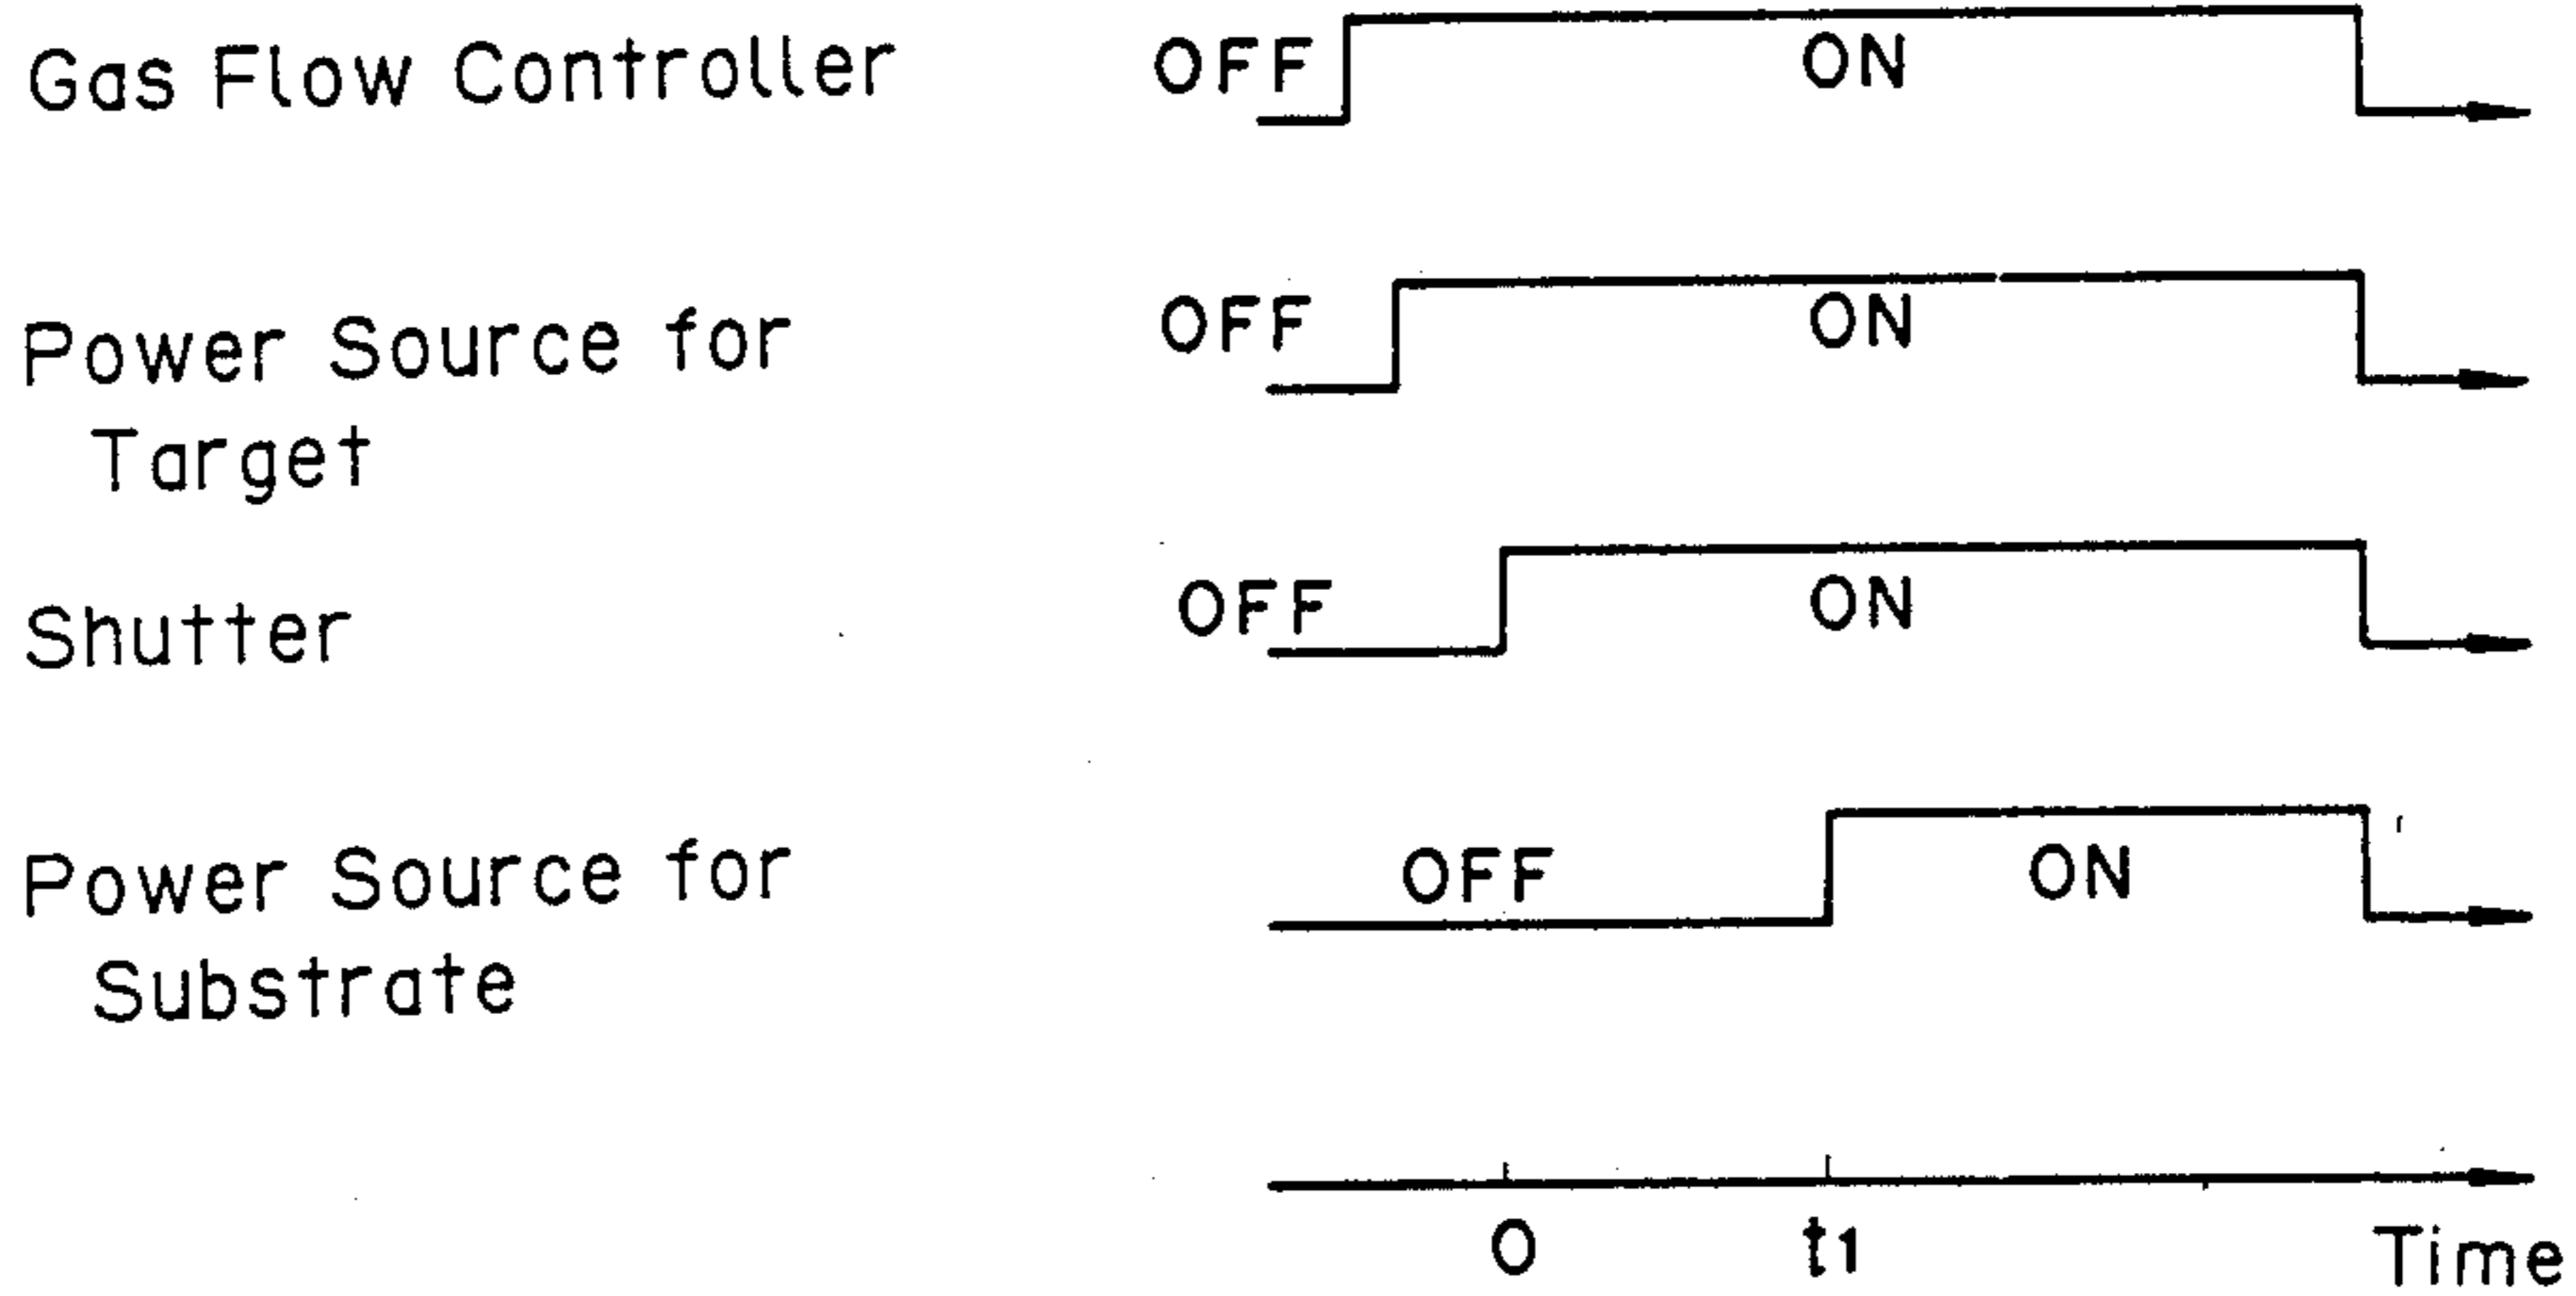 Gas Flow Controller OFF ON
Power Source for OFF ON
Target
Shutter OFF ON
Power Source for OFF ON
Substrate
0 t1 Time